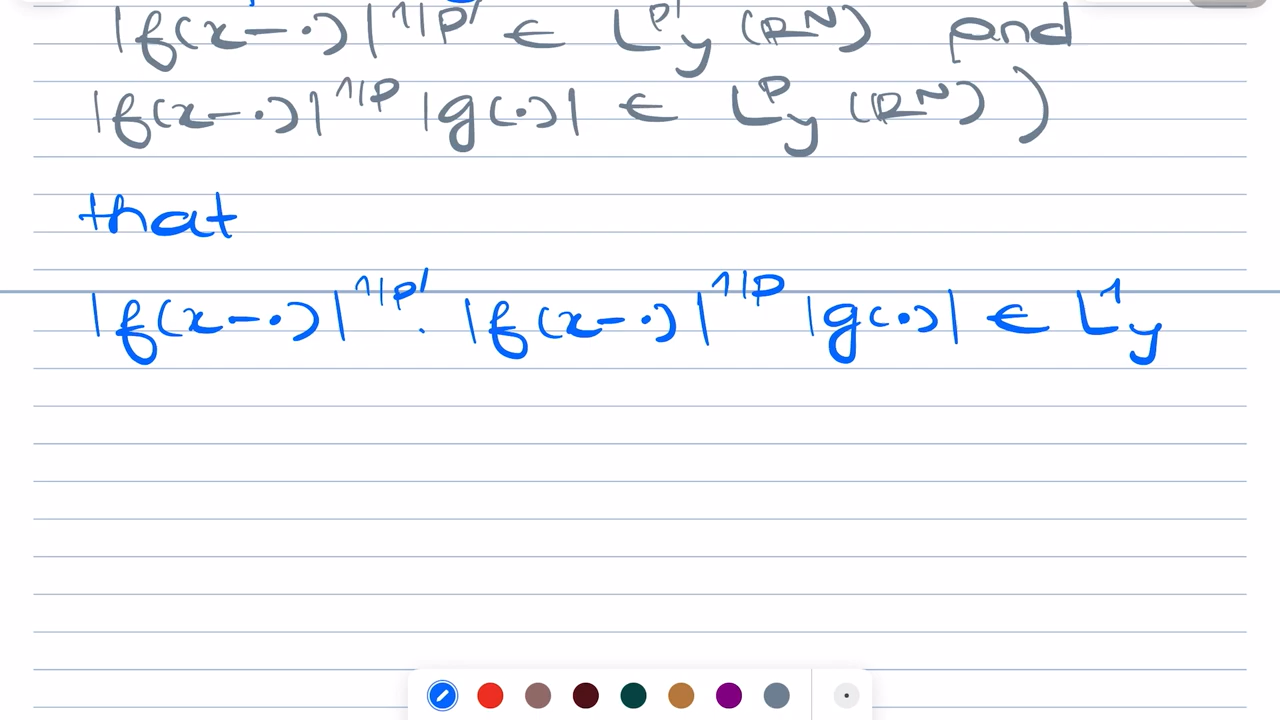 |f(x-·)|^{1/p'} ∈ L^{p'}_y (R^N) and
|f(x-·)|^{1/p} |g(·)| ∈ L^p_y (R^N) )
that
|f(x-·)|^{1/p'} · |f(x-·)|^{1/p} |g(·)| ∈ L^1_y